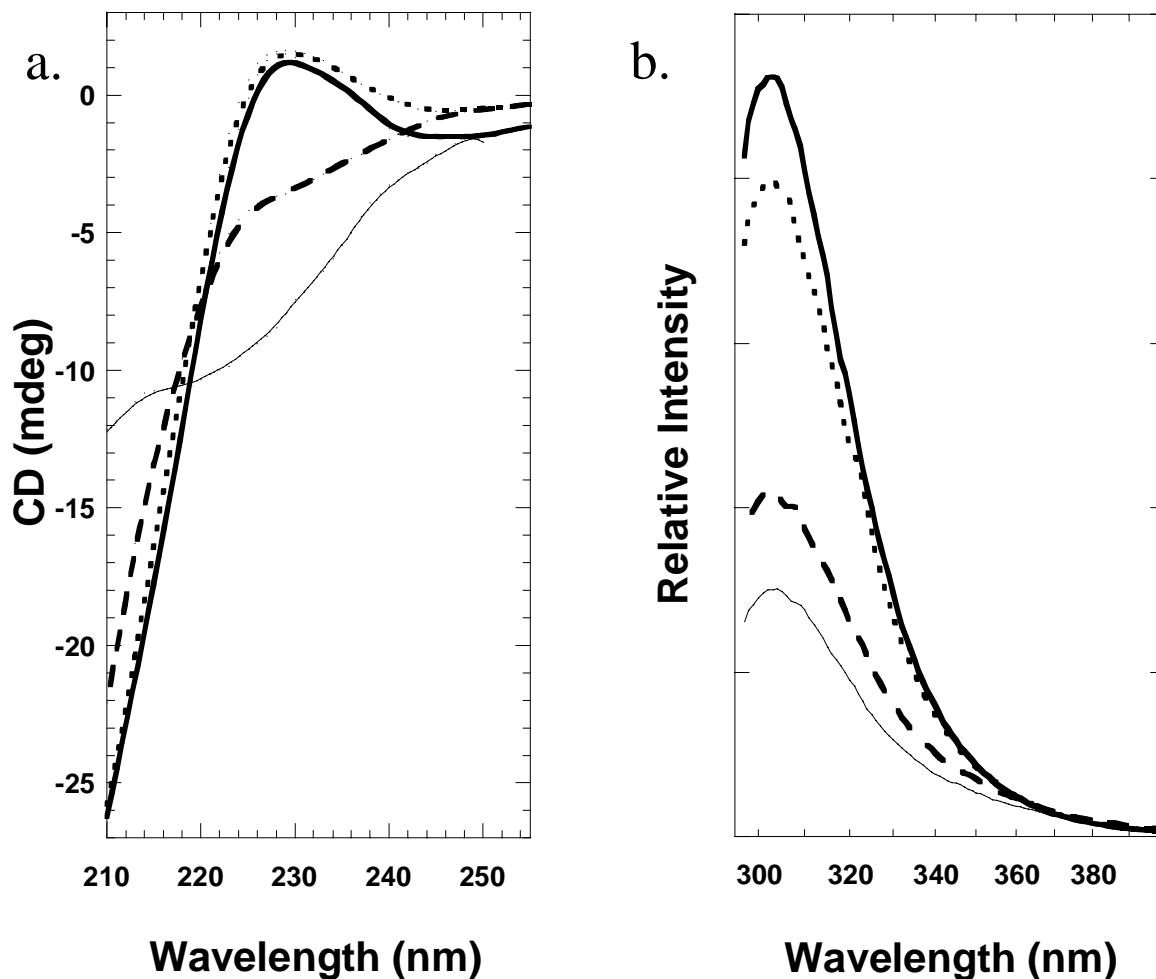 a.
CD (mdeg)
0
-5
-10
-15
-20
-25
210 220 230 240 250
Wavelength (nm)
b.
Relative Intensity
300 320 340 360 380
Wavelength (nm)